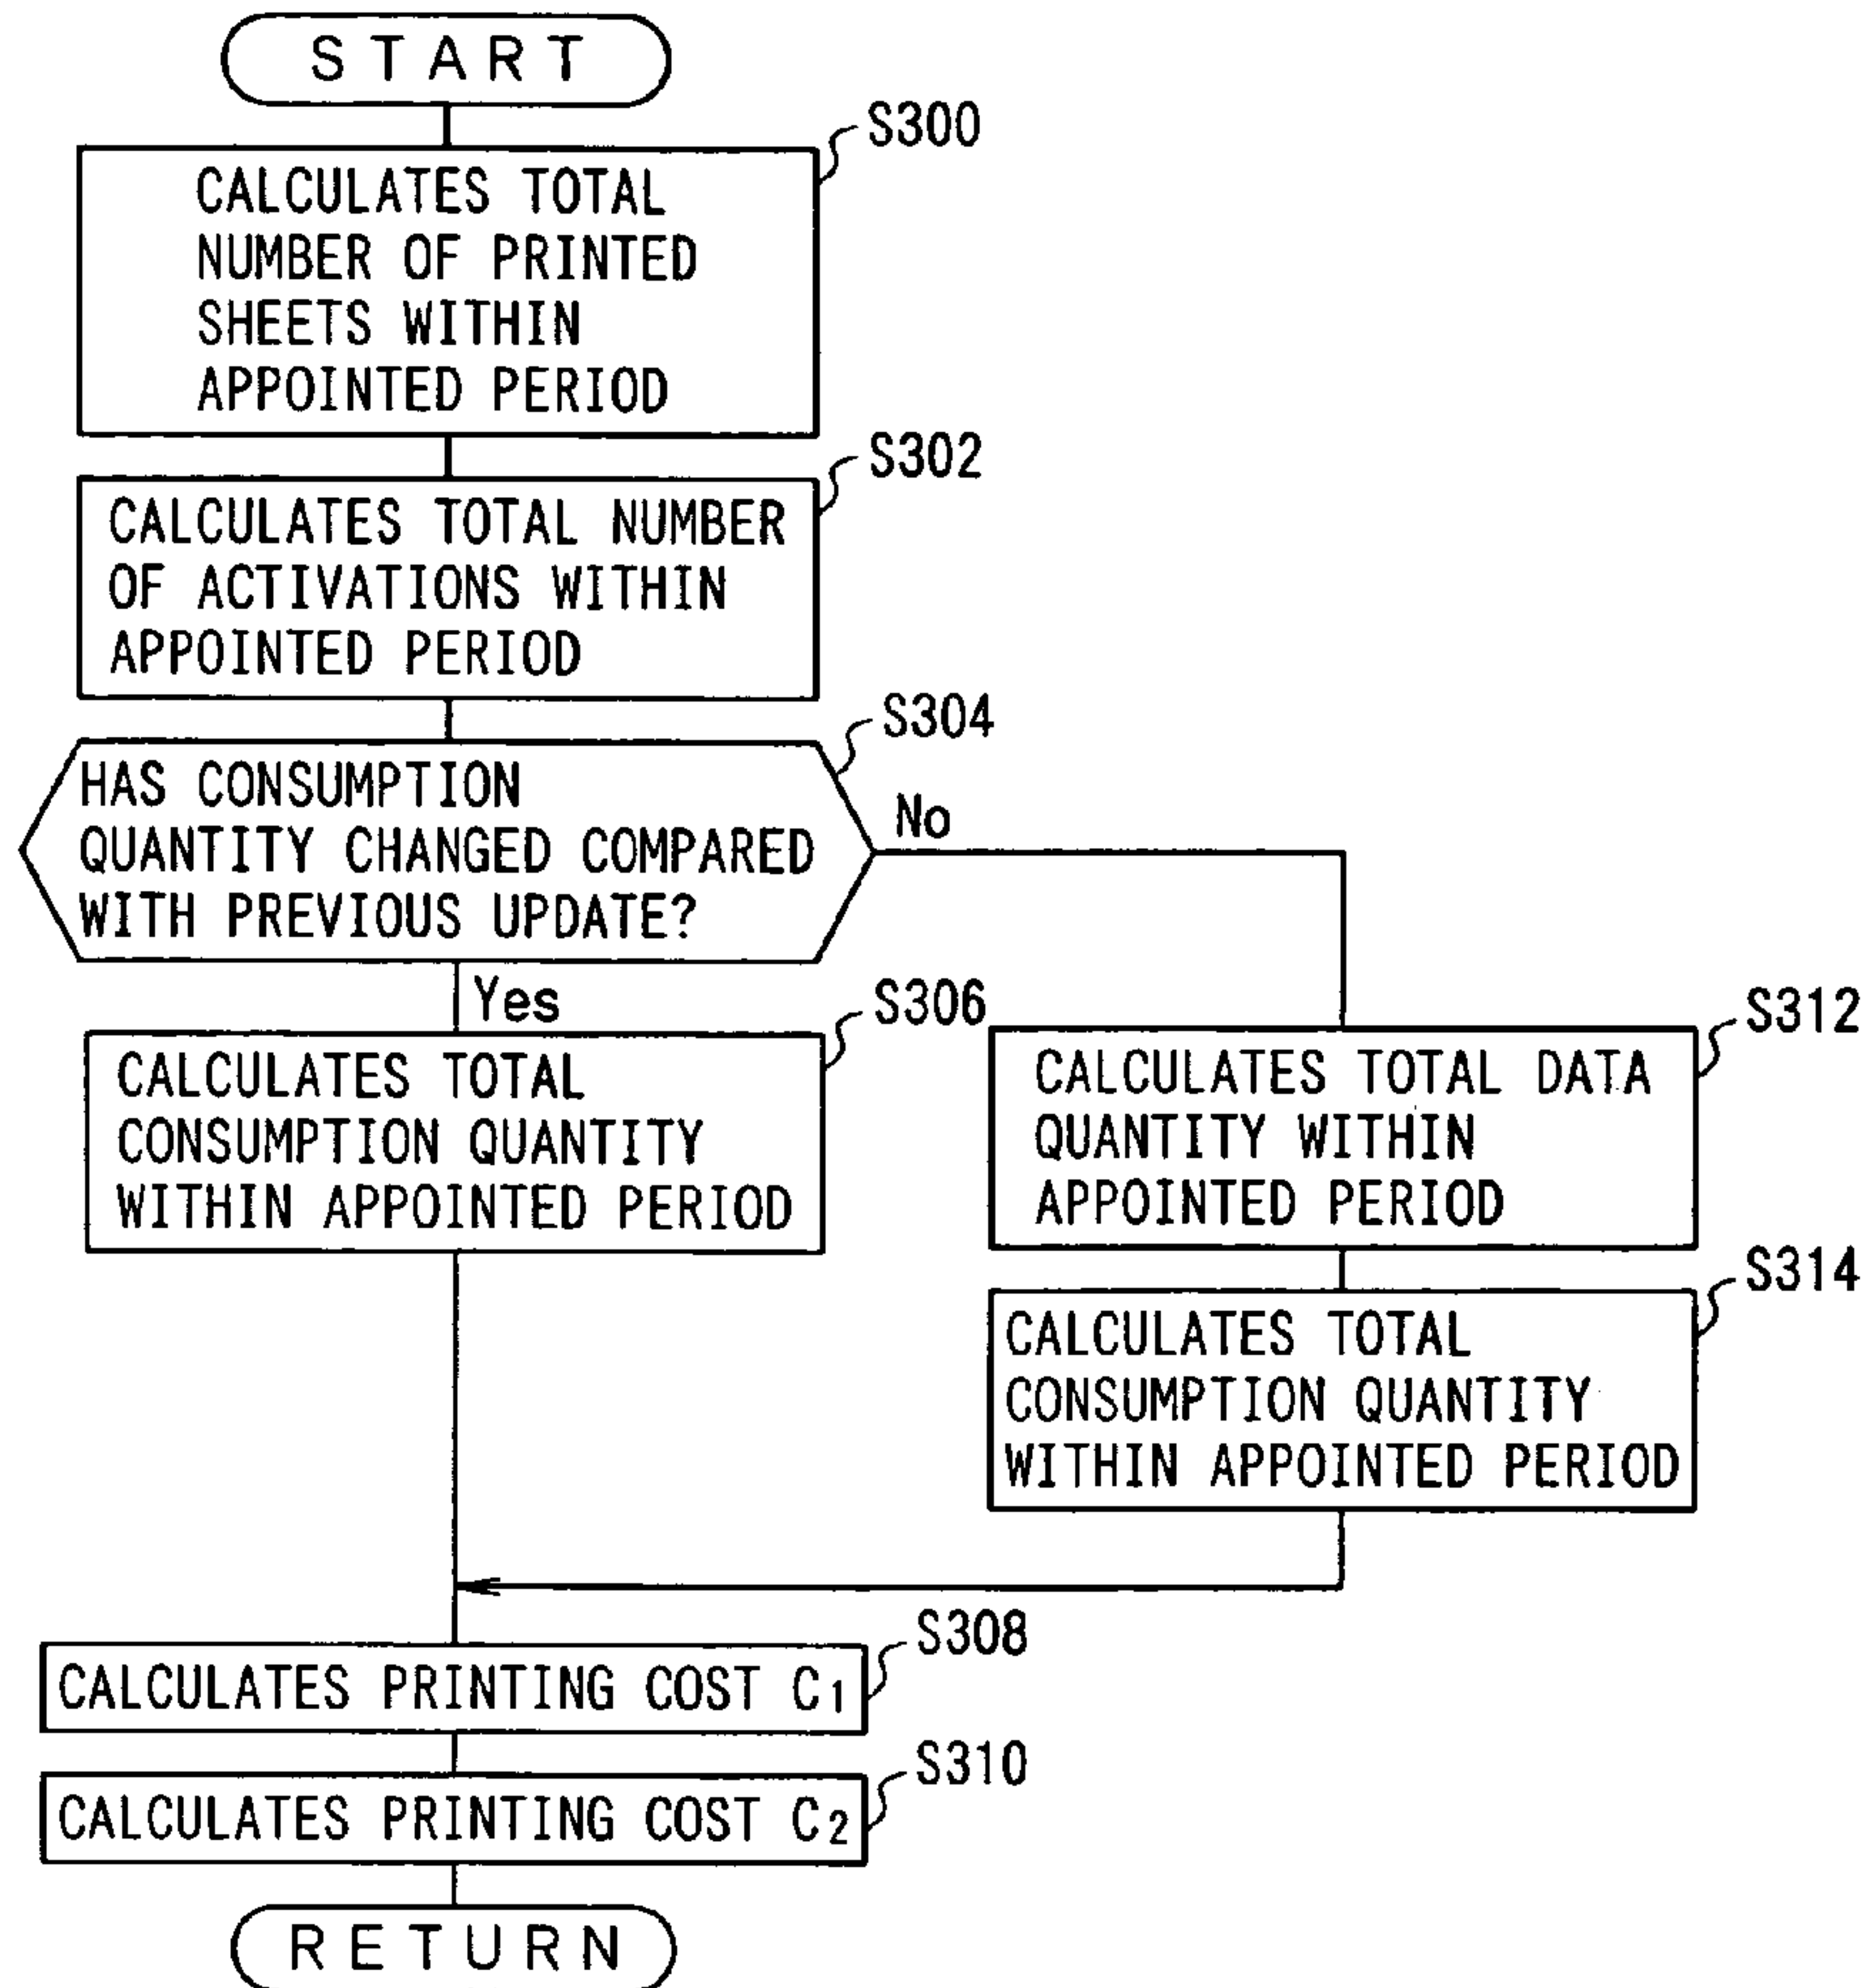 START
S300
CALCULATES TOTAL
NUMBER OF PRINTED
SHEETS WITHIN
APPOINTED PERIOD
S302
CALCULATES TOTAL NUMBER
OF ACTIVATIONS WITHIN
APPOINTED PERIOD
S304
HAS CONSUMPTION
QUANTITY CHANGED COMPARED
WITH PREVIOUS UPDATE?
No
Yes
S306
CALCULATES TOTAL
CONSUMPTION QUANTITY
WITHIN APPOINTED PERIOD
S312
CALCULATES TOTAL DATA
QUANTITY WITHIN
APPOINTED PERIOD
S314
CALCULATES TOTAL
CONSUMPTION QUANTITY
WITHIN APPOINTED PERIOD
S308
CALCULATES PRINTING COST C1
S310
CALCULATES PRINTING COST C2
RETURN